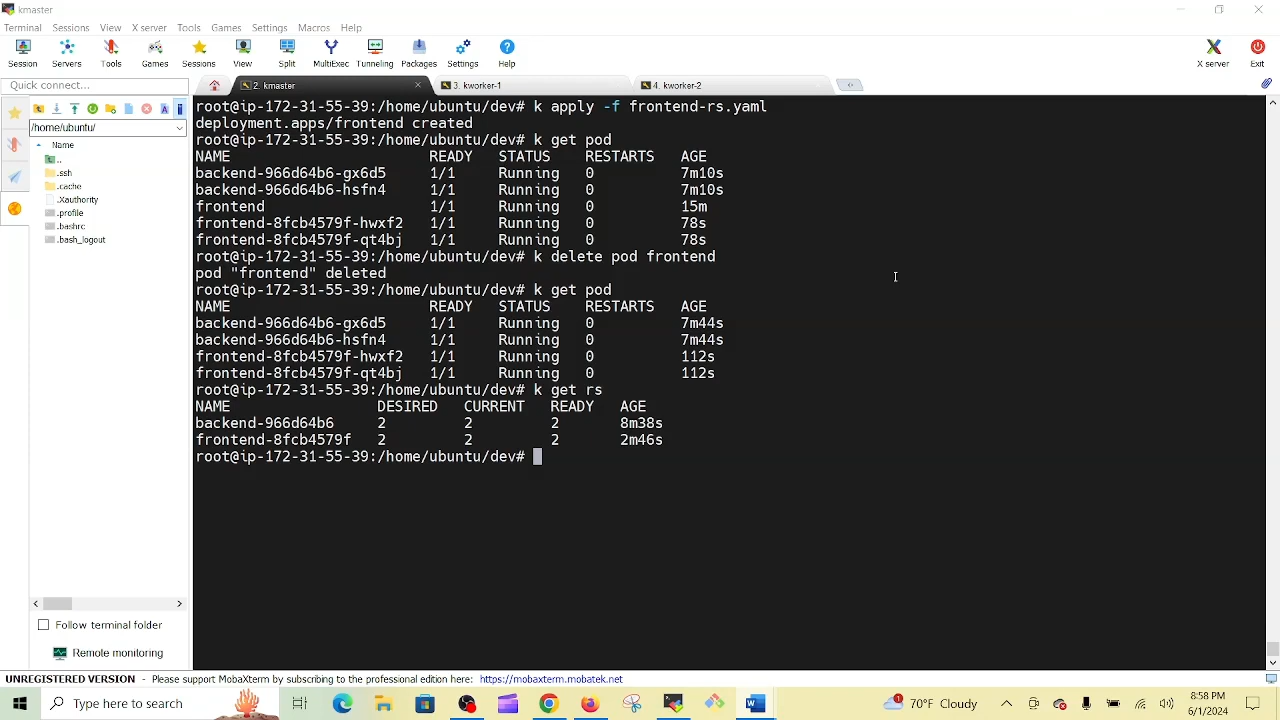 kmaster
Terminal Sessions View X server Tools Games Settings Macros Help
Session Servers Tools Games Sessions View Split MultiExec Tunneling Packages Settings Help X server Exit
Quick connect...
2. kmaster
3. kworker-1
4. kworker-2
/home/ubuntu/
Name
..
.ssh
.cache
.Xauthority
.profile
.bashrc
.bash_logout
Follow terminal folder
Remote monitoring
root@ip-172-31-55-39:/home/ubuntu/dev# k apply -f frontend-rs.yaml
deployment.apps/frontend created
root@ip-172-31-55-39:/home/ubuntu/dev# k get pod
NAME READY STATUS RESTARTS AGE
backend-966d64b6-gx6d5 1/1 Running 0 7m10s
backend-966d64b6-hsfn4 1/1 Running 0 7m10s
frontend 1/1 Running 0 15m
frontend-8fcb4579f-hwxf2 1/1 Running 0 78s
frontend-8fcb4579f-qt4bj 1/1 Running 0 78s
root@ip-172-31-55-39:/home/ubuntu/dev# k delete pod frontend
pod "frontend" deleted
root@ip-172-31-55-39:/home/ubuntu/dev# k get pod
NAME READY STATUS RESTARTS AGE
backend-966d64b6-gx6d5 1/1 Running 0 7m44s
backend-966d64b6-hsfn4 1/1 Running 0 7m44s
frontend-8fcb4579f-hwxf2 1/1 Running 0 112s
frontend-8fcb4579f-qt4bj 1/1 Running 0 112s
root@ip-172-31-55-39:/home/ubuntu/dev# k get rs
NAME DESIRED CURRENT READY AGE
backend-966d64b6 2 2 2 8m38s
frontend-8fcb4579f 2 2 2 2m46s
root@ip-172-31-55-39:/home/ubuntu/dev#
UNREGISTERED VERSION - Please support MobaXterm by subscribing to the professional edition here: https://mobaxterm.mobatek.net
Type here to search
1
70°F Cloudy
8:58 PM
6/1/2024